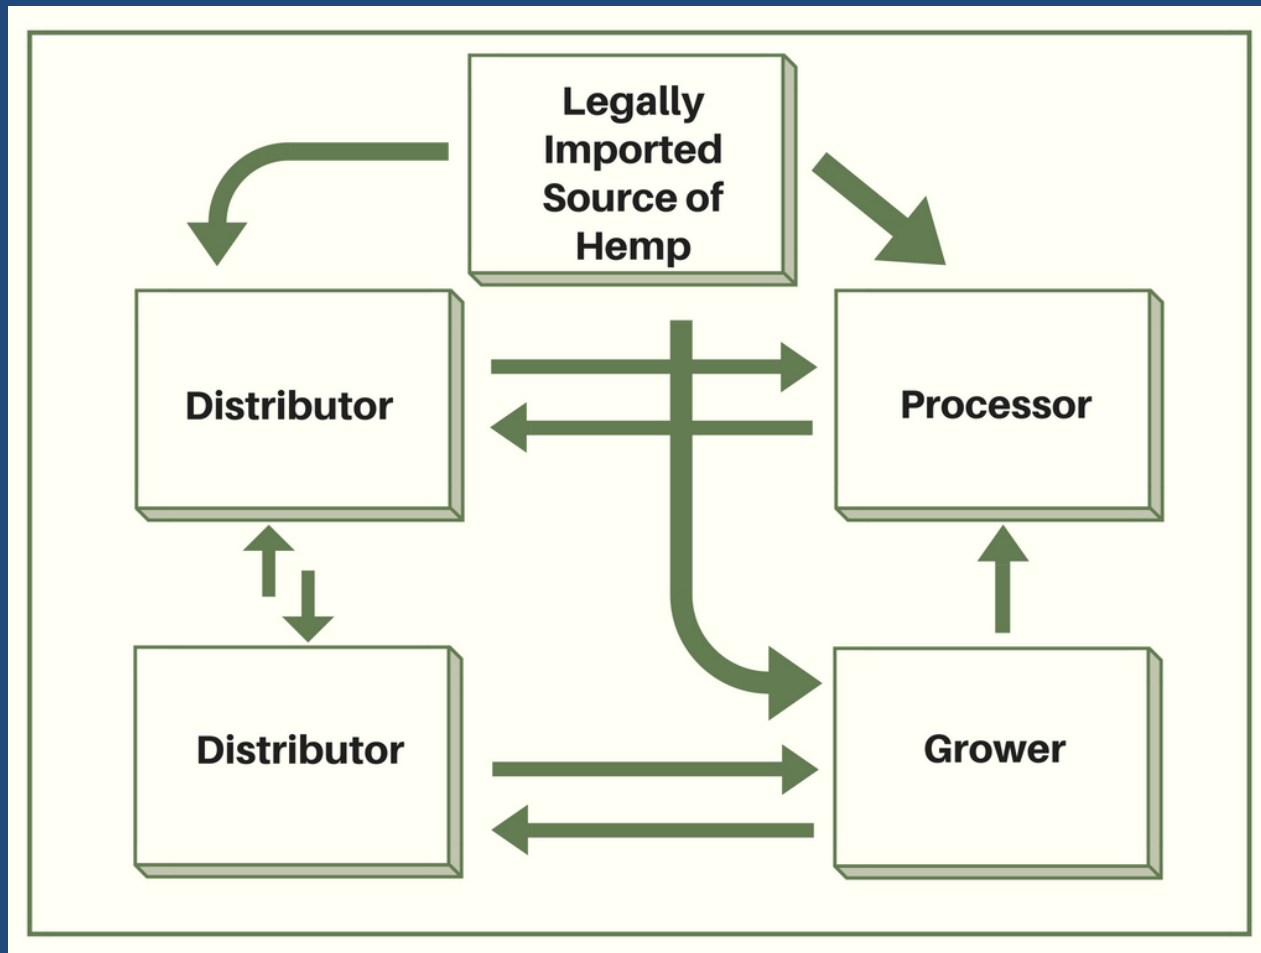 Legally
Imported
Source of
Hemp
Distributor
Processor
Distributor
Grower